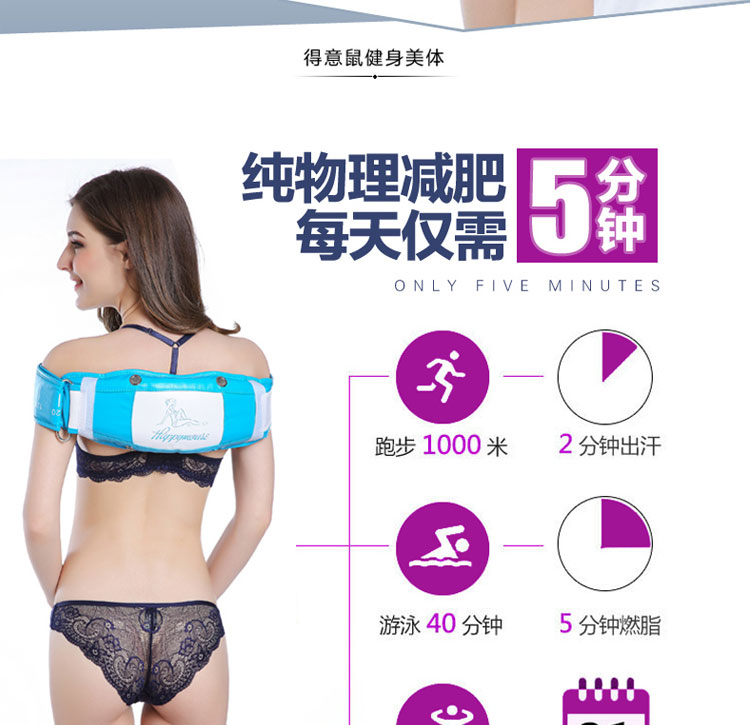 得意鼠健身美体
纯物理减肥
每天仅需
5分钟
ONLY FIVE MINUTES
Happymouse
跑步 1000 米
2 分钟出汗
游泳 40 分钟
5 分钟燃脂